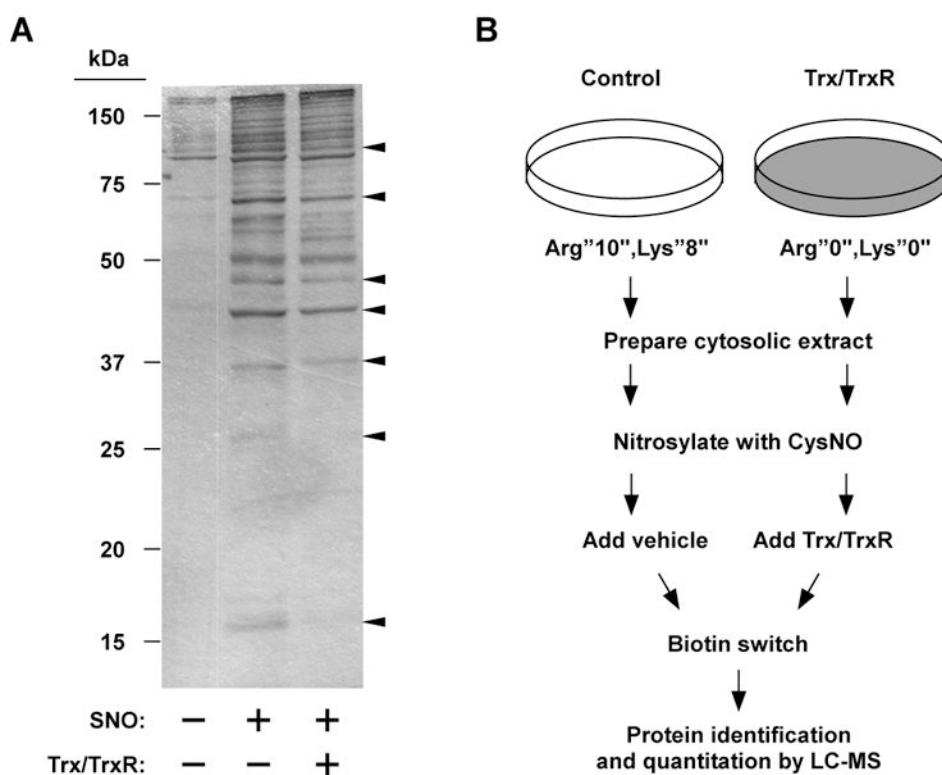 A
kDa
150
75
50
37
25
20
15
SNO: − + +
Trx/TrxR: − − +
B
Control Trx/TrxR
Arg”10",Lys”8" Arg”0",Lys”0"
Prepare cytosolic extract
Nitrosylate with CysNO
Add vehicle Add Trx/TrxR
Biotin switch
Protein identification
and quantitation by LC-MS